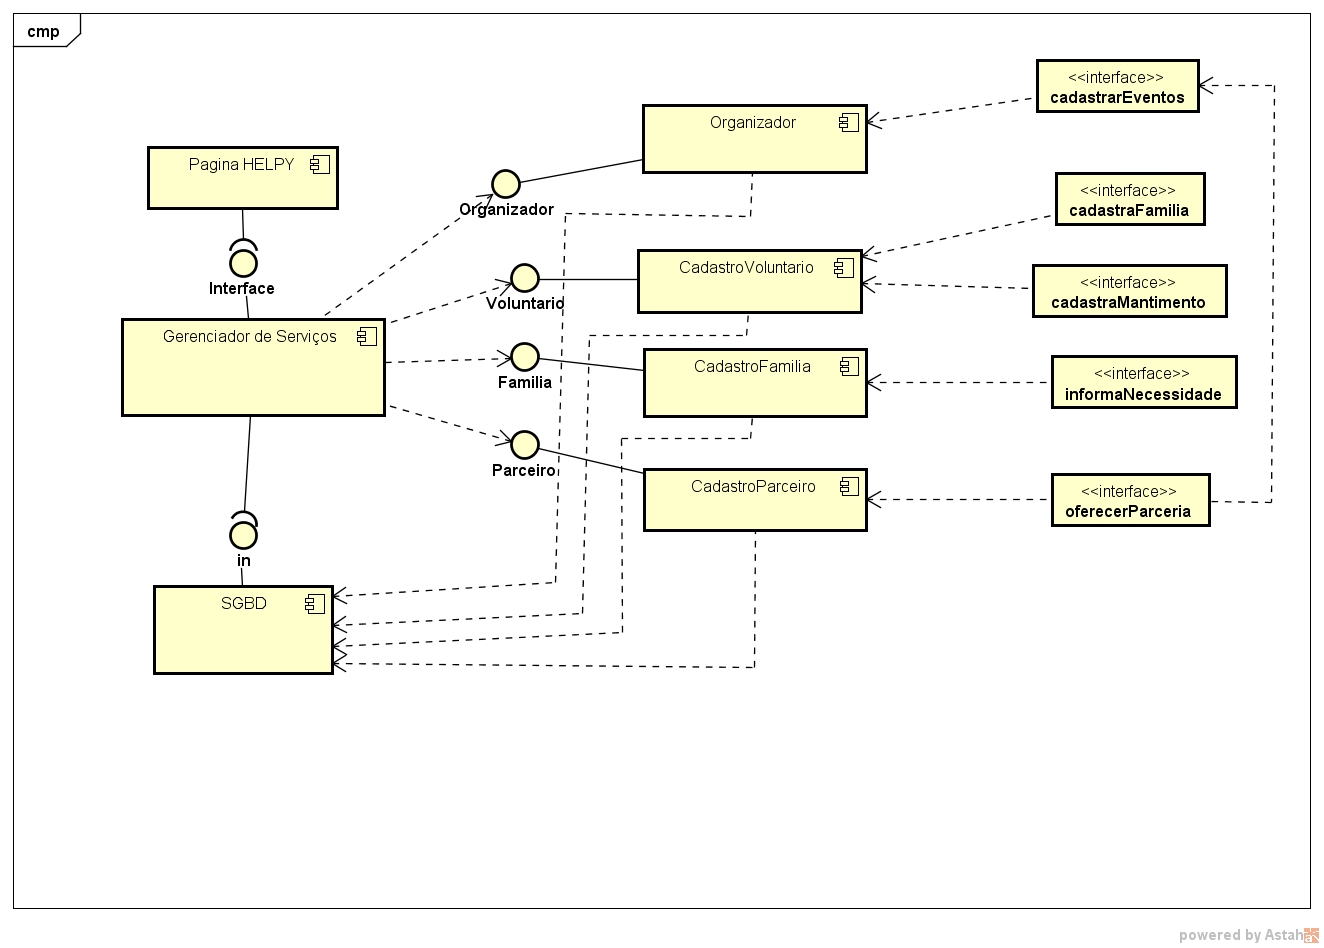 cmp
<<interface>>
cadastrarEventos
Organizador
Pagina HELPY
<<interface>>
cadastraFamilia
Organizador
CadastroVoluntario
<<interface>>
cadastraMantimento
Interface
Voluntario
Gerenciador de Serviços
CadastroFamilia
<<interface>>
informaNecessidade
Familia
Parceiro
CadastroParceiro
<<interface>>
oferecerParceria
in
SGBD
powered by Astah